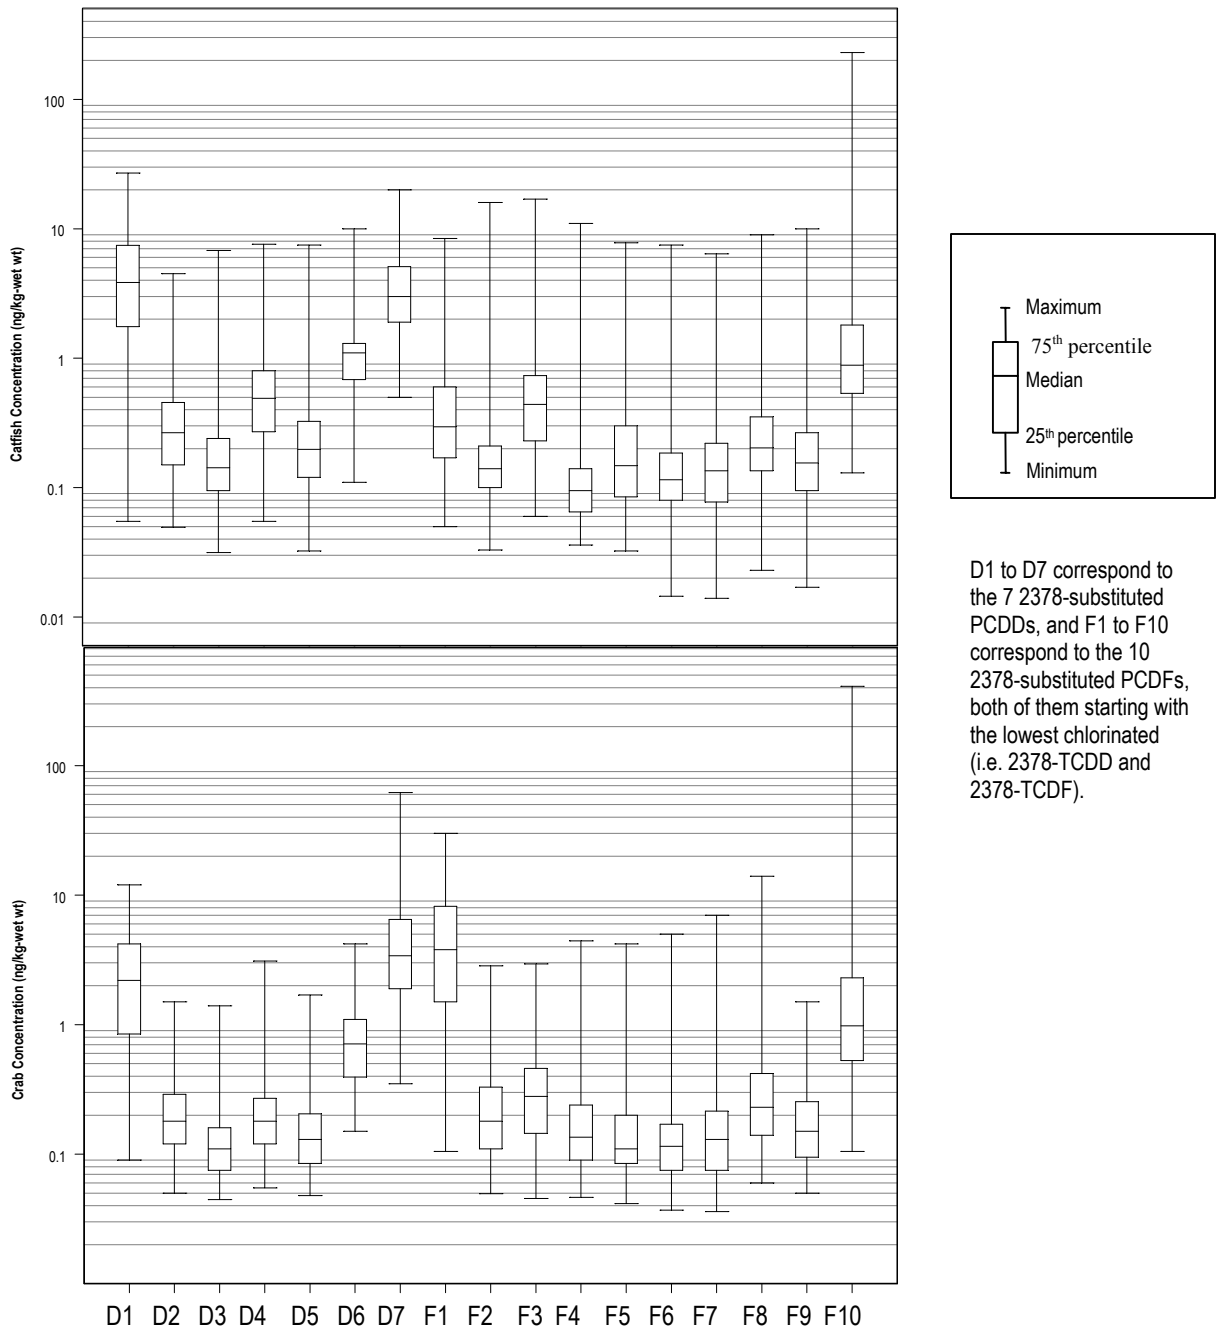 100
10
1
0.1
0.01
Catfish Concentration (ng/kg-wet wt)
100
10
1
0.1
Crab Concentration (ng/kg-wet wt)
D1 D2 D3 D4 D5 D6 D7 F1 F2 F3 F4 F5 F6 F7 F8 F9 F10
Maximum
75th percentile
Median
25th percentile
Minimum
D1 to D7 correspond to
the 7 2378-substituted
PCDDs, and F1 to F10
correspond to the 10
2378-substituted PCDFs,
both of them starting with
the lowest chlorinated
(i.e. 2378-TCDD and
2378-TCDF).